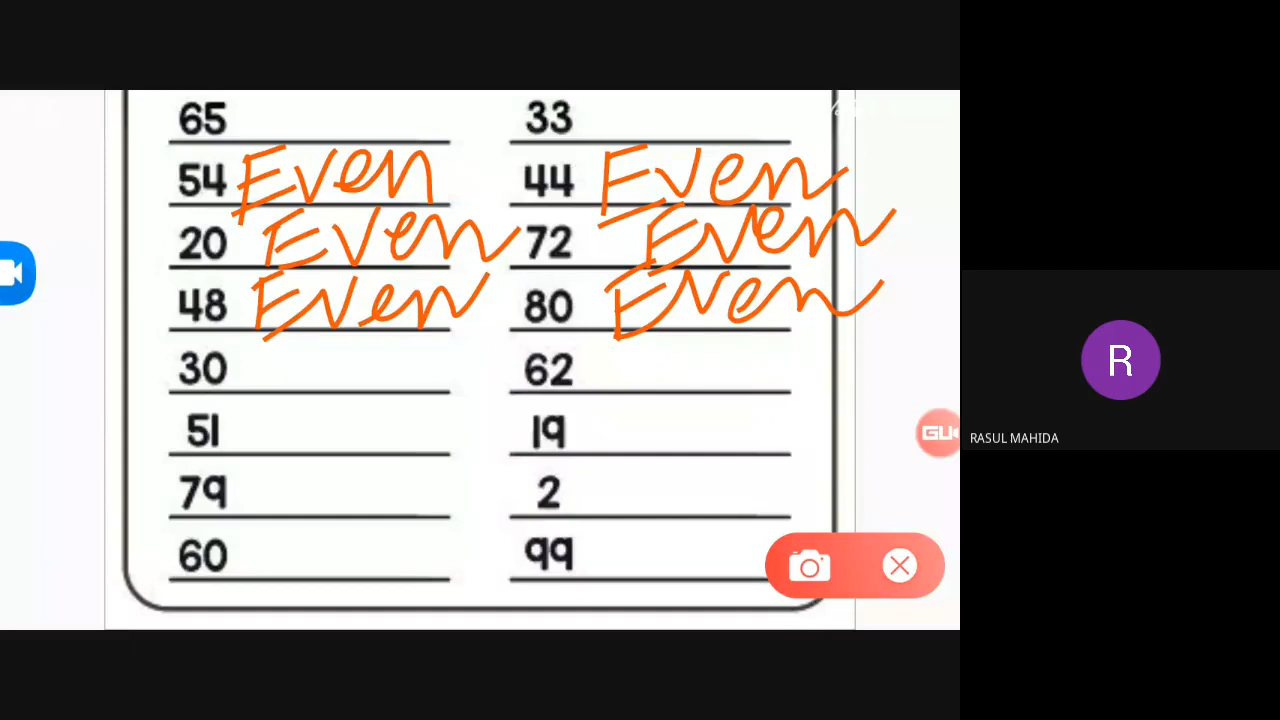 65 33
54 Even 44 Even
20 Even 72 Even
48 Even 80 Even
30 62
51 19
79 2
60 99
R
RASUL MAHIDA